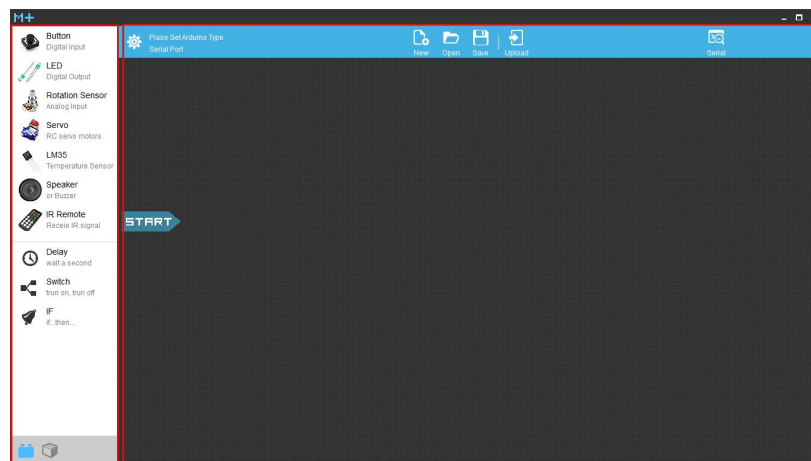 M+
Button
Digital Input
LED
Digital Output
Rotation Sensor
Analog Input
Servo
RC servo motors
LM35
Temperature Sensor
Speaker
or Buzzer
IR Remote
Receie IR signal
Delay
wait a second
Switch
trun on, trun off
IF
if...then...
Plase Set Arduino Type
Serial Port
New
Open
Save
Upload
Serial
START